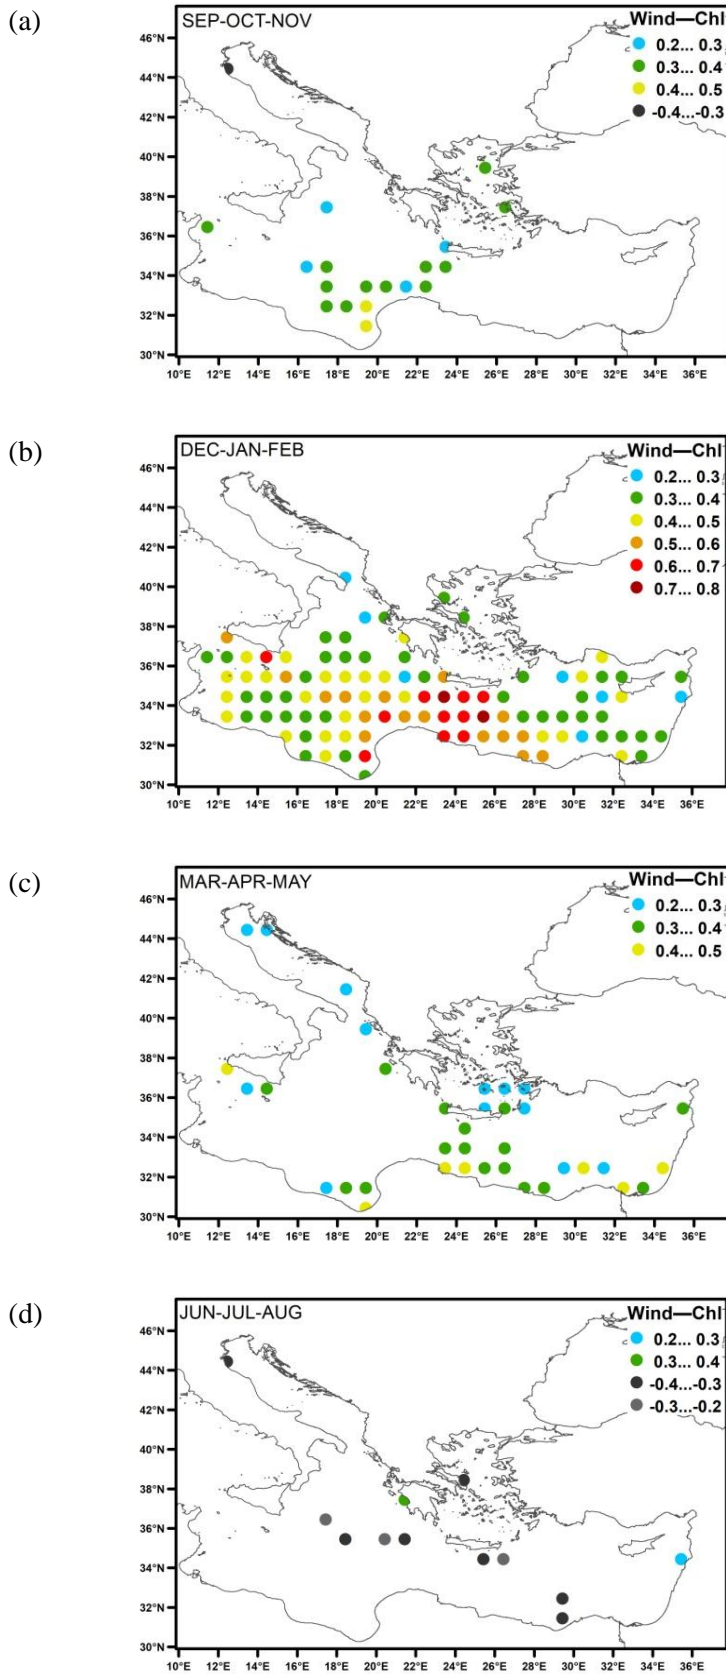 (a)
SEP-OCT-NOV
Wind—Chl
0.2... 0.3
0.3... 0.4
0.4... 0.5
-0.4...-0.3
46°N
44°N
42°N
40°N
38°N
36°N
34°N
32°N
30°N
10°E 12°E 14°E 16°E 18°E 20°E 22°E 24°E 26°E 28°E 30°E 32°E 34°E 36°E
(b)
DEC-JAN-FEB
Wind—Chl
0.2... 0.3
0.3... 0.4
0.4... 0.5
0.5... 0.6
0.6... 0.7
0.7... 0.8
46°N
44°N
42°N
40°N
38°N
36°N
34°N
32°N
30°N
10°E 12°E 14°E 16°E 18°E 20°E 22°E 24°E 26°E 28°E 30°E 32°E 34°E 36°E
(c)
MAR-APR-MAY
Wind—Chl
0.2... 0.3
0.3... 0.4
0.4... 0.5
46°N
44°N
42°N
40°N
38°N
36°N
34°N
32°N
30°N
10°E 12°E 14°E 16°E 18°E 20°E 22°E 24°E 26°E 28°E 30°E 32°E 34°E 36°E
(d)
JUN-JUL-AUG
Wind—Chl
0.2... 0.3
0.3... 0.4
-0.4...-0.3
-0.3...-0.2
46°N
44°N
42°N
40°N
38°N
36°N
34°N
32°N
30°N
10°E 12°E 14°E 16°E 18°E 20°E 22°E 24°E 26°E 28°E 30°E 32°E 34°E 36°E